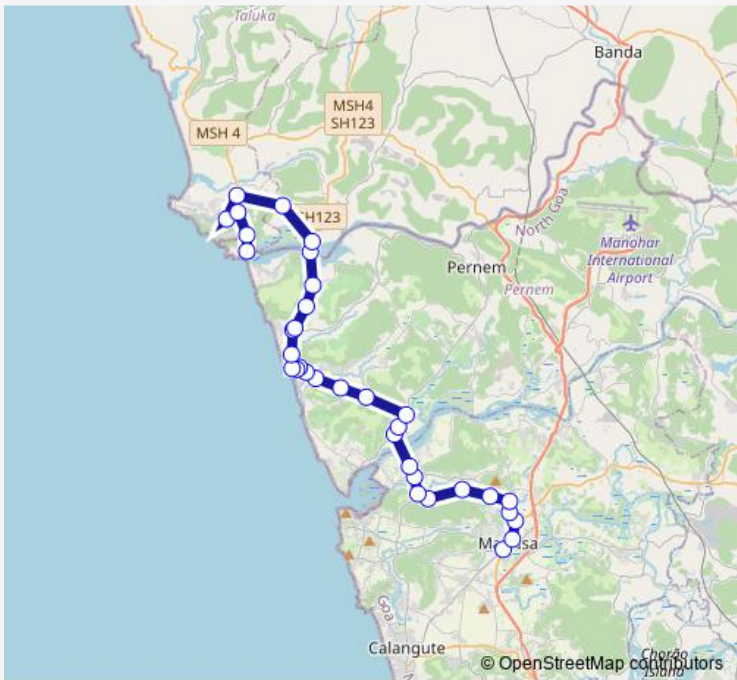 Taluka
Banda
MSH4
SH123
MSH 4
SH123
North Goa
Manohar
International
Airport
Pernem
Pernem
Goa
Calangute
Chorão
Island
© OpenStreetMap contributors